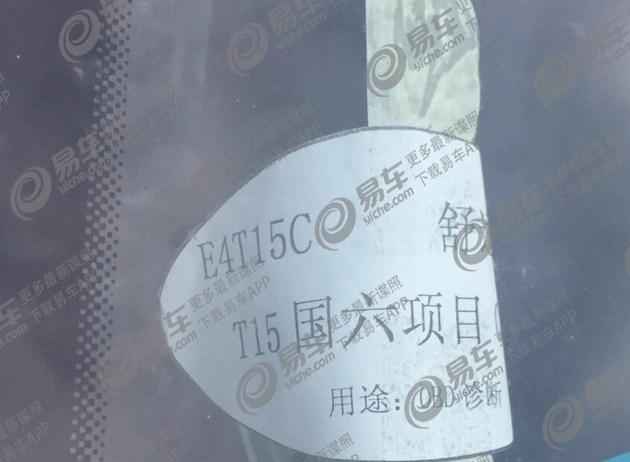 E4T15C 舒
T15 国六项目
用途: OBD 诊断
易车
yiche.com
更多最新谍照
下载易车APP